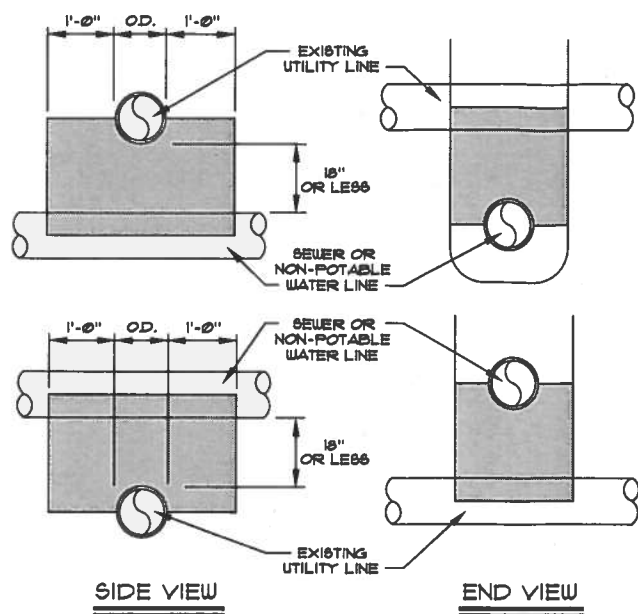 1'-0" O.D. 1'-0"
EXISTING
UTILITY LINE
18"
OR LESS
SEWER OR
NON-POTABLE
WATER LINE
1'-0" O.D. 1'-0"
SEWER OR
NON-POTABLE
WATER LINE
18"
OR LESS
EXISTING
UTILITY LINE
SIDE VIEW
END VIEW